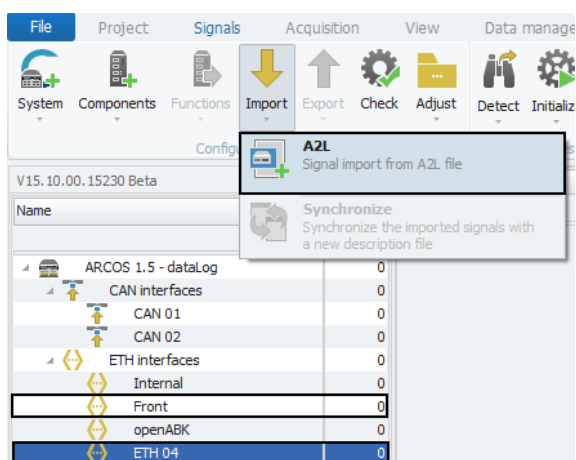 File Project Signals Acquisition View Data manage
System Components Functions Import Export Check Adjust Detect Initializ
Configu
A2L
Signal import from A2L file
V15.10.00.15230 Beta
Synchronize
Name
Synchronize the imported signals with
a new description file
ARCOS 1.5 - dataLog 0
CAN interfaces 0
CAN 01 0
CAN 02 0
ETH interfaces 0
Internal 0
Front 0
openABK 0
ETH 04 0